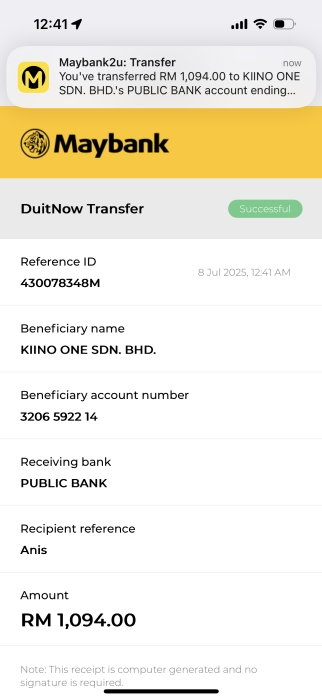 12:41
Maybank2u: Transfer
now
You've transferred RM 1,094.00 to KIINO ONE
SDN. BHD.'s PUBLIC BANK account ending...
Maybank
DuitNow Transfer
Successful
Reference ID
8 Jul 2025, 12:41 AM
430078348M
Beneficiary name
KIINO ONE SDN. BHD.
Beneficiary account number
3206 5922 14
Receiving bank
PUBLIC BANK
Recipient reference
Anis
Amount
RM 1,094.00
Note: This receipt is computer generated and no
signature is required.